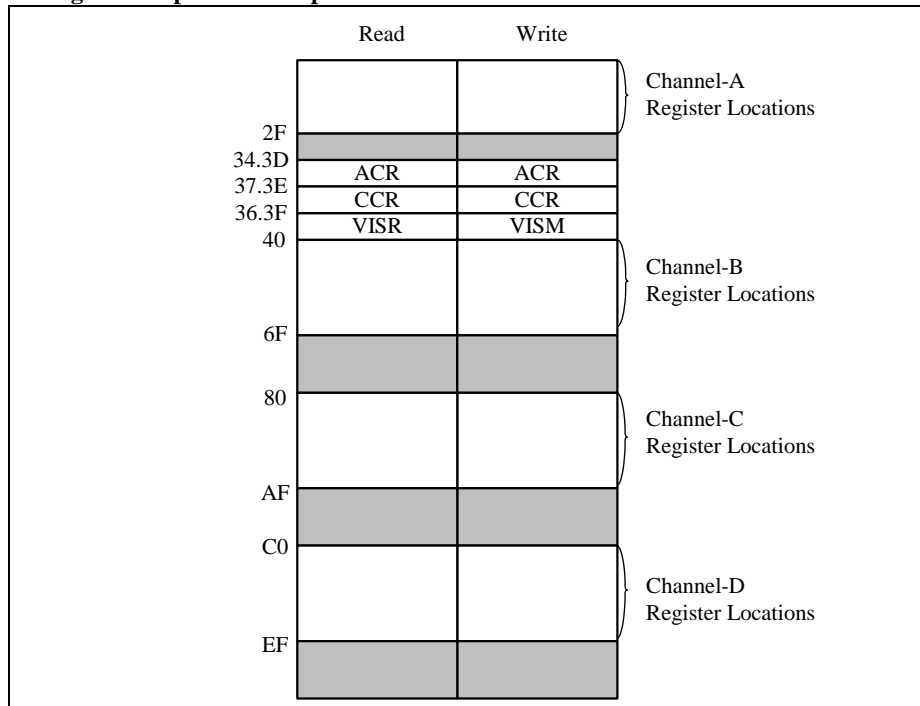 Read Write
Channel-A
Register Locations
2F
34.3D
ACR ACR
37.3E
CCR CCR
36.3F
VISR VISM
40
Channel-B
Register Locations
6F
80
Channel-C
Register Locations
AF
C0
Channel-D
Register Locations
EF